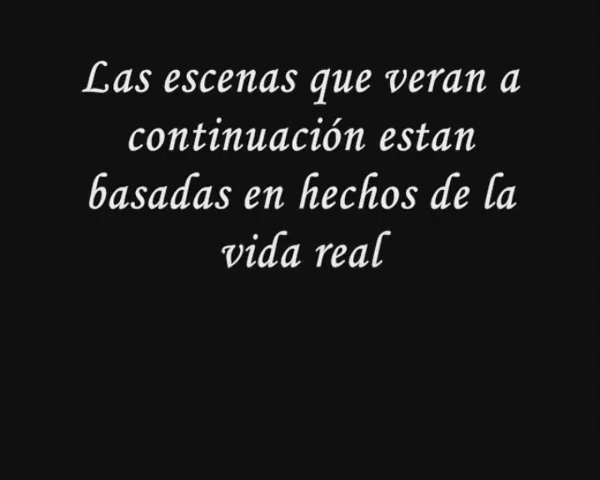 Las escenas que veran a
continuación estan
basadas en hechos de la
vida real